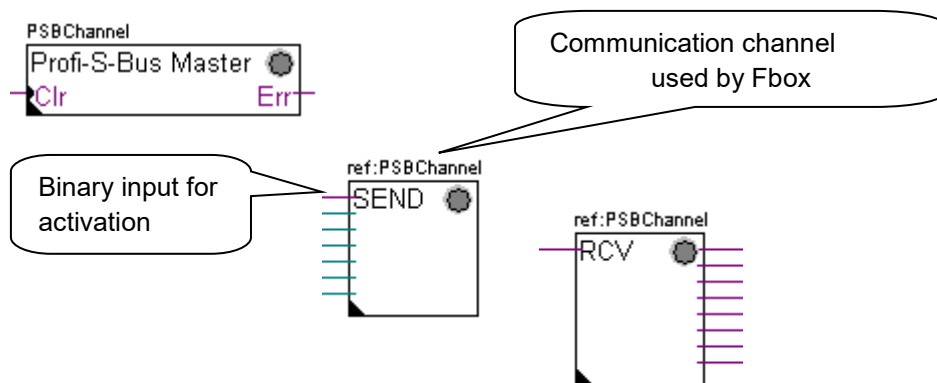 PSBChannel
Profi-S-Bus Master
Clr Err
Communication channel
used by Fbox
ref:PSBChannel
SEND
Binary input for
activation
ref:PSBChannel
RCV